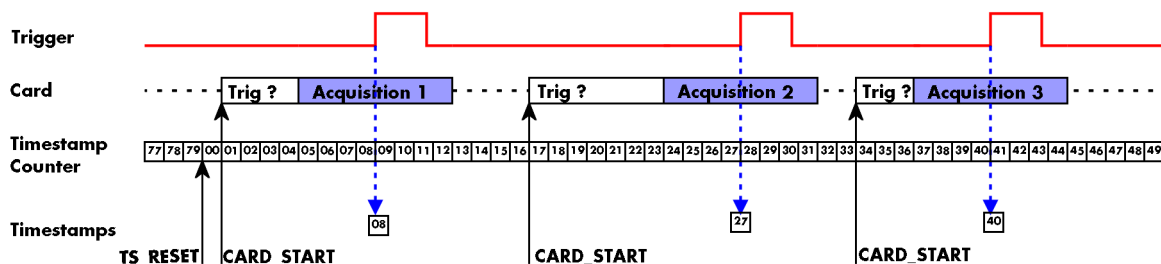 Trigger
Card
Trig ? Acquisition 1 Trig ? Acquisition 2 Trig ? Acquisition 3
Timestamp
Counter
77 78 79 00 01 02 03 04 05 06 07 08 09 10 11 12 13 14 15 16 17 18 19 20 21 22 23 24 25 26 27 28 29 30 31 32 33 34 35 36 37 38 39 40 41 42 43 44 45 46 47 48 49
Timestamps
08 27 40
TS_RESET CARD_START CARD_START CARD_START